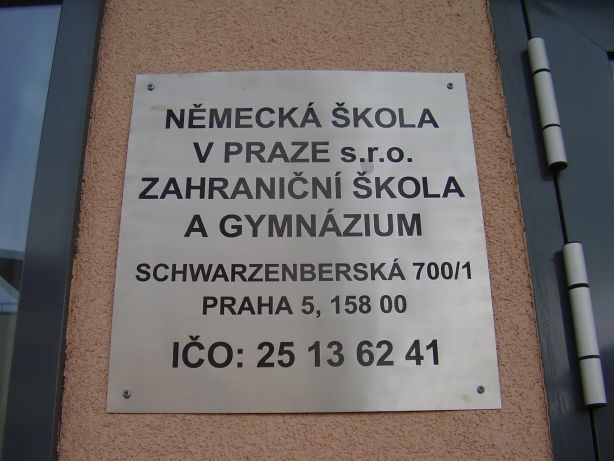 NĚMECKÁ ŠKOLA
V PRAZE s.r.o.
ZAHRANIČNÍ ŠKOLA
A GYMNÁZIUM
SCHWARZENBERSKÁ 700/1
PRAHA 5, 158 00
IČO: 25 13 62 41